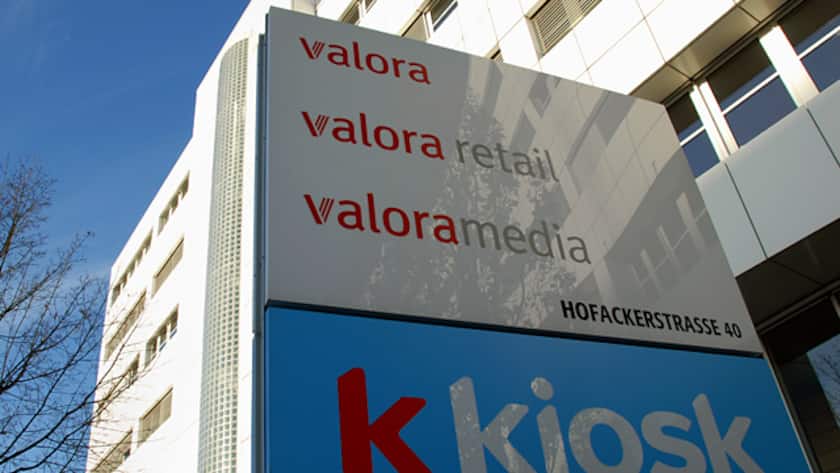 valora
valora retail
valoramedia
HOFACKERSTRASSE 40
k kiosk